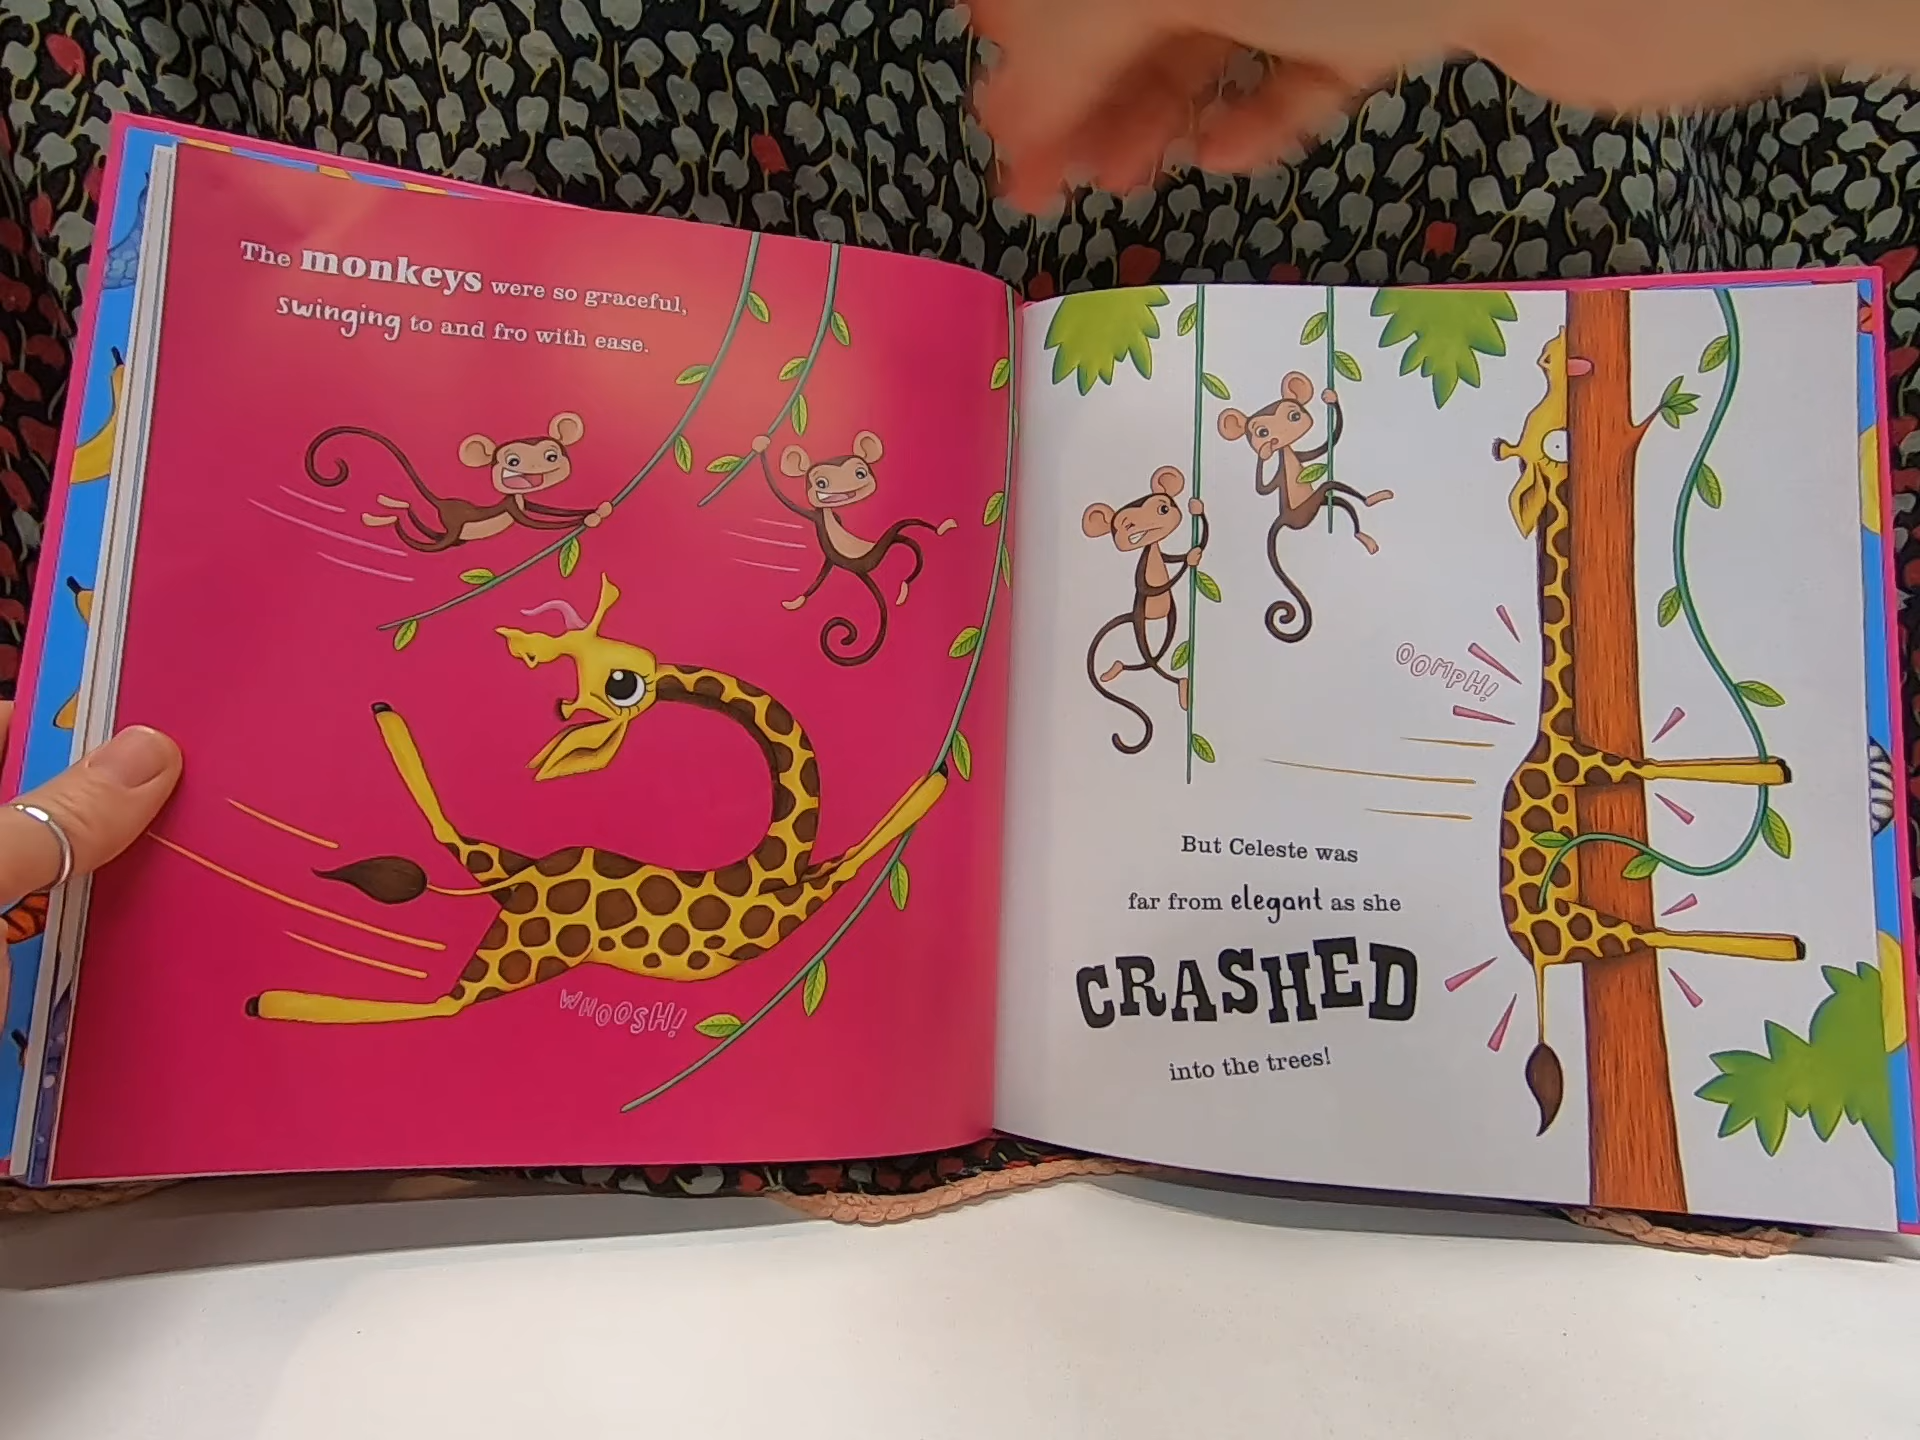 The monkeys were so graceful,
swinging to and fro with ease.
WHOOSH!
OOMPH!
But Celeste was
far from elegant as she
CRASHED
into the trees!